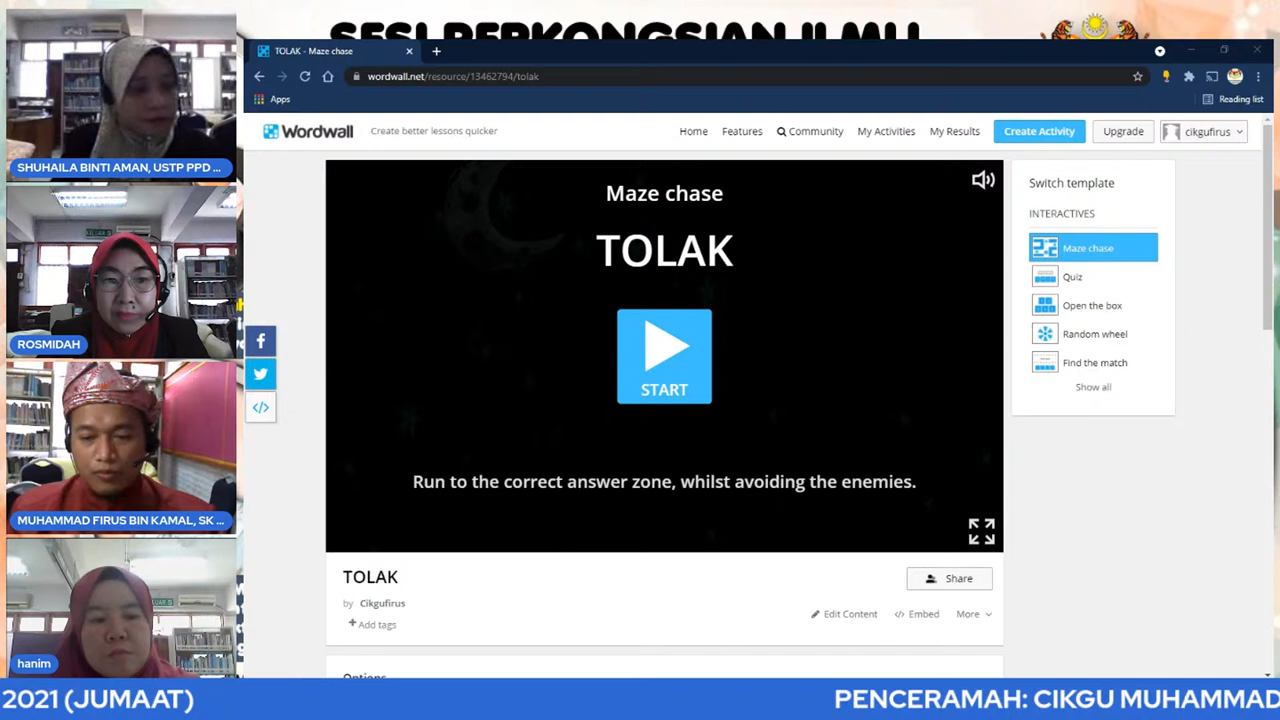 SESI PERKONGSIAN ILMU
TOLAK - Maze chase
wordwall.net/resource/13462794/tolak
Apps
Reading list
Wordwall
Create better lessons quicker
Home
Features
Community
My Activities
My Results
Create Activity
Upgrade
cikgufirus
SHUHAILA BINTI AMAN, USTP PPD ...
ROSMIDAH
MUHAMMAD FIRUS BIN KAMAL, SK ...
hanim
Maze chase
TOLAK
START
Run to the correct answer zone, whilst avoiding the enemies.
Switch template
INTERACTIVES
Maze chase
Quiz
Open the box
Random wheel
Find the match
Show all
TOLAK
Share
by Cikgufirus
Edit Content
Embed
More
+ Add tags
Options
2021 (JUMAAT)
PENCERAMAH: CIKGU MUHAMMAD